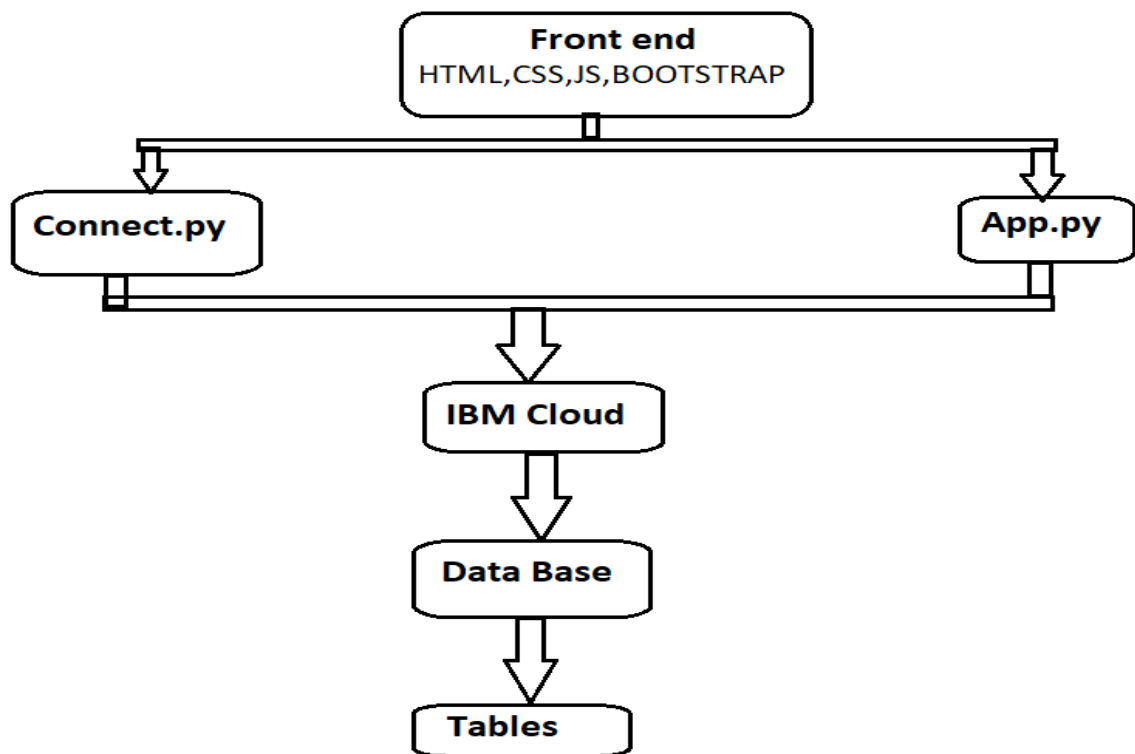 Front end
HTML,CSS,JS,BOOTSTRAP
Connect.py
App.py
IBM Cloud
Data Base
Tables